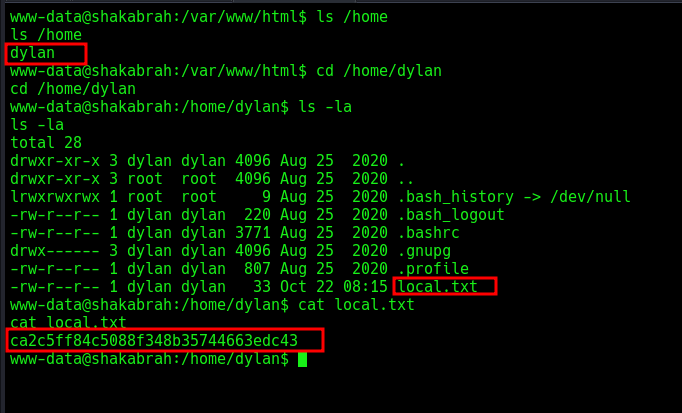 www-data@shakabrah:/var/www/html$ ls /home
ls /home
dylan
www-data@shakabrah:/var/www/html$ cd /home/dylan
cd /home/dylan
www-data@shakabrah:/home/dylan$ ls -la
ls -la
total 28
drwxr-xr-x 3 dylan dylan 4096 Aug 25  2020 .
drwxr-xr-x 3 root  root  4096 Aug 25  2020 ..
lrwxrwxrwx 1 root  root     9 Aug 25  2020 .bash_history -> /dev/null
-rw-r--r-- 1 dylan dylan  220 Aug 25  2020 .bash_logout
-rw-r--r-- 1 dylan dylan 3771 Aug 25  2020 .bashrc
drwx------ 3 dylan dylan 4096 Aug 25  2020 .gnupg
-rw-r--r-- 1 dylan dylan  807 Aug 25  2020 .profile
-rw-r--r-- 1 dylan dylan   33 Oct 22 08:15 local.txt
www-data@shakabrah:/home/dylan$ cat local.txt
cat local.txt
ca2c5ff84c5088f348b35744663edc43
www-data@shakabrah:/home/dylan$